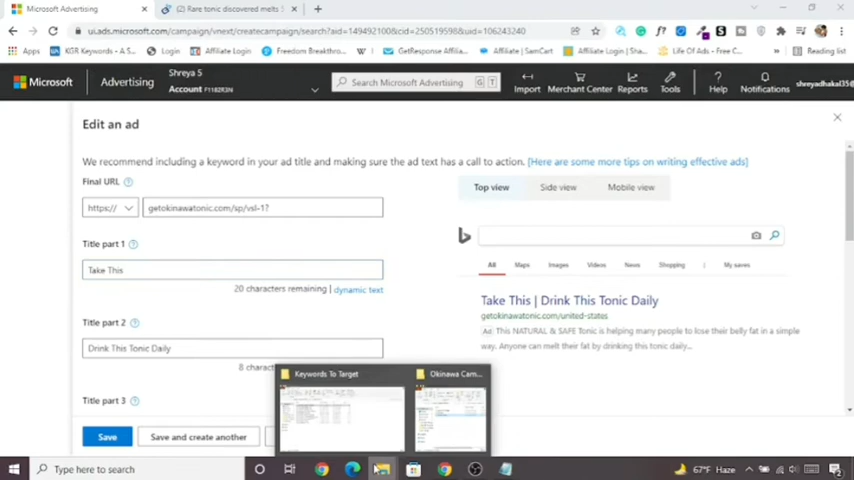 Microsoft Advertising
(2) Rare tonic discovered melts 5
ui.ads.microsoft.com/campaign/vnext/createcampaign/search?aid=149492100&cid=250519598&uid=106243240
Apps
KGR Keywords - A S...
Login
Affiliate Login
Freedom Breakthro...
GetResponse Affilia...
Affiliate | SamCart
Affiliate Login | Sha...
Life Of Ads - Free C...
Reading list
Microsoft
Advertising
Shreya 5
Account F1182R3N
Search Microsoft Advertising
G T
Import
Merchant Center
Reports
Tools
Help
Notifications
shreyadhakal35@
Edit an ad
We recommend including a keyword in your ad title and making sure the ad text has a call to action. [Here are some more tips on writing effective ads]
Final URL
https://
getokinawatonic.com/sp/vsl-1?
Top view
Side view
Mobile view
Title part 1
Take This
20 characters remaining | dynamic text
All
Maps
Images
Videos
News
Shopping
My saves
Take This | Drink This Tonic Daily
getokinawatonic.com/united-states
Ad This NATURAL & SAFE Tonic is helping many people to lose their belly fat in a simple
way. Anyone can melt their fat by drinking this tonic daily...
Title part 2
Drink This Tonic Daily
8 charac
Title part 3
Keywords To Target
Okinawa Cam...
Save
Save and create another
Type here to search
67°F Haze